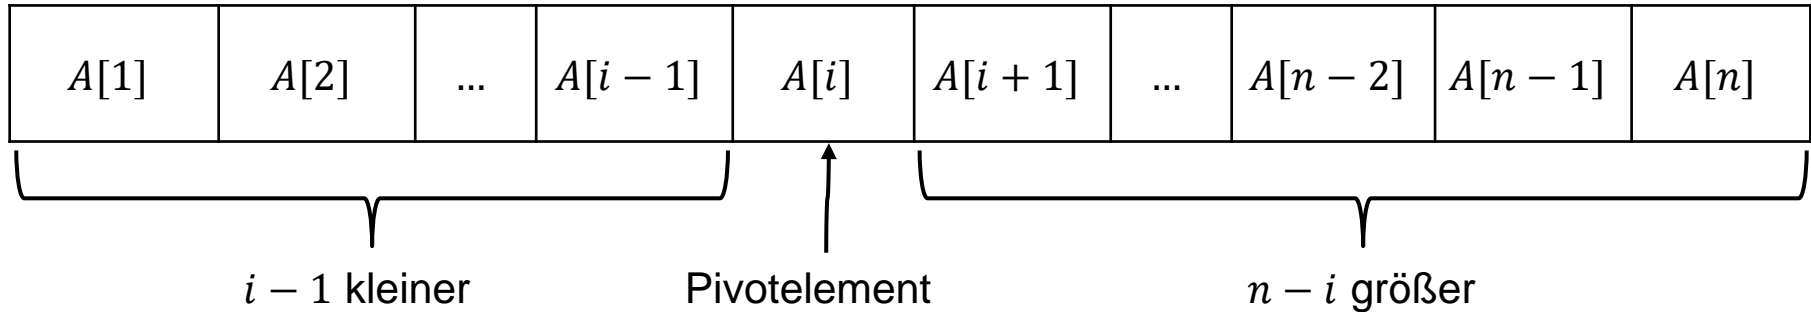 A[1] A[2] ... A[i − 1] A[i] A[i + 1] ... A[n − 2] A[n − 1] A[n]
i − 1 kleiner Pivotelement n − i größer